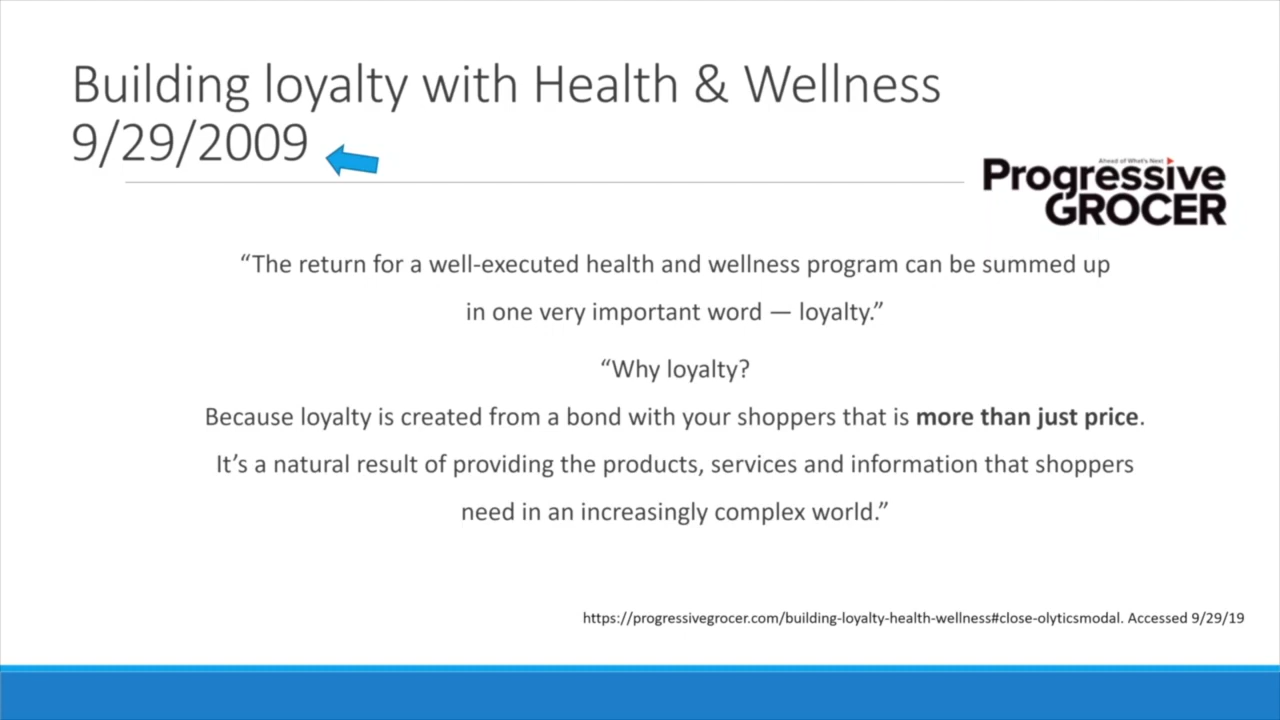 Building loyalty with Health & Wellness
9/29/2009
Ahead of What's Next
Progressive
GROCER
“The return for a well-executed health and wellness program can be summed up
in one very important word — loyalty.”
“Why loyalty?
Because loyalty is created from a bond with your shoppers that is more than just price.
It’s a natural result of providing the products, services and information that shoppers
need in an increasingly complex world.”
https://progressivegrocer.com/building-loyalty-health-wellness#close-olyticsmodal. Accessed 9/29/19